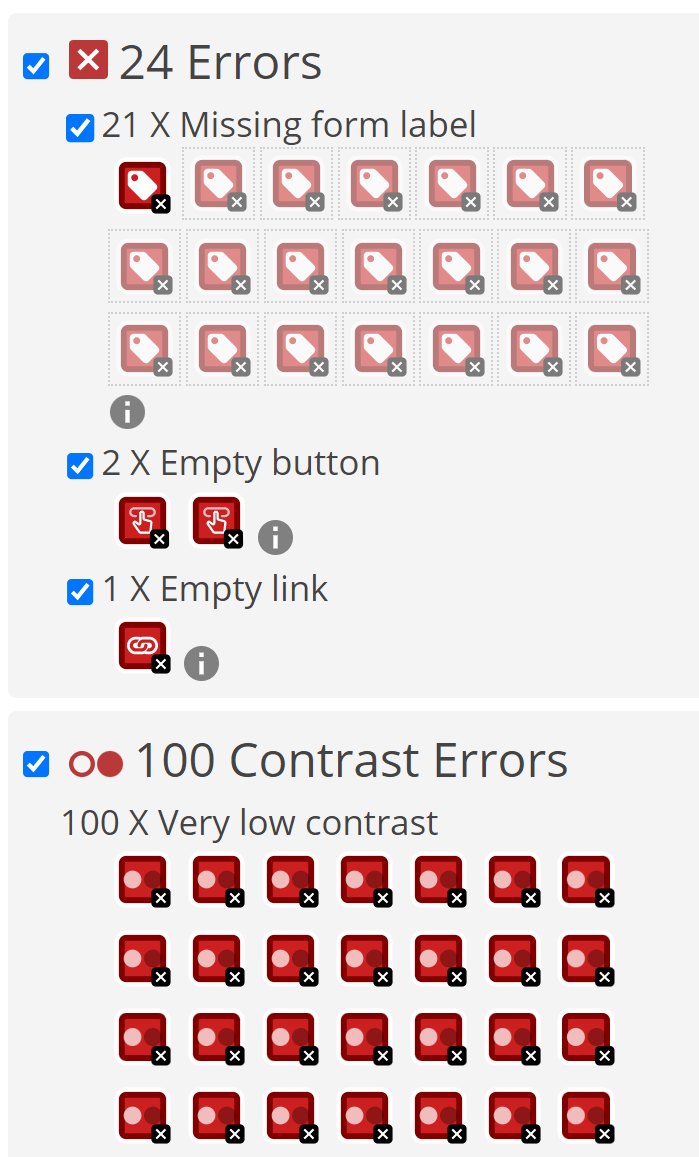 24 Errors
21 X Missing form label
2 X Empty button
1 X Empty link
100 Contrast Errors
100 X Very low contrast